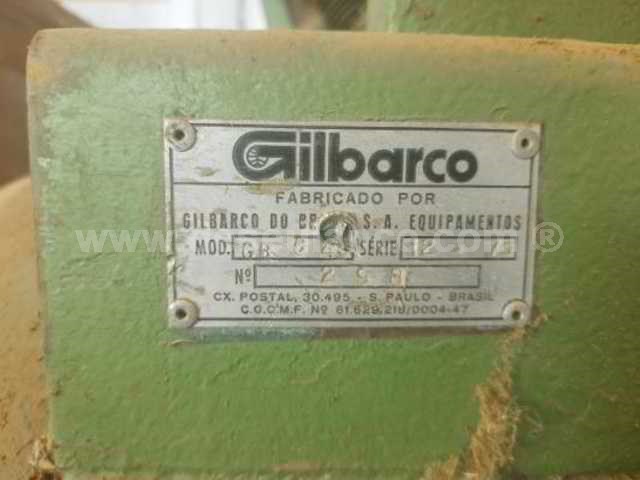 Gilbarco
FABRICADO POR
GILBARCO DO S. A. EQUIPAMENTOS
MOD. SÉRIE 12
Nº
CX. POSTAL, 30.495 - S. PAULO - BRASIL
C.G.C.M.F. Nº 61.629.218/0004-47